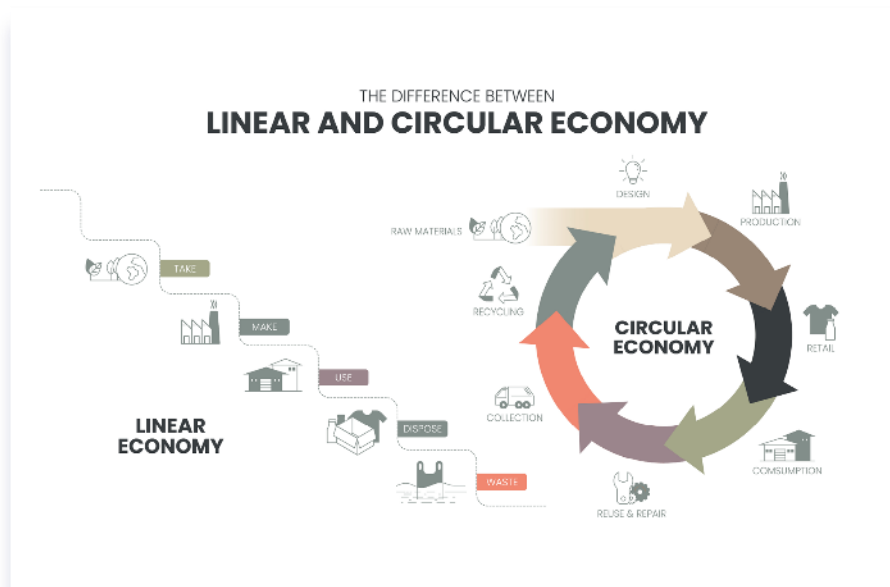 THE DIFFERENCE BETWEEN
LINEAR AND CIRCULAR ECONOMY
TAKE
MAKE
USE
DISPOSE
WASTE
LINEAR
ECONOMY
RAW MATERIALS
DESIGN
PRODUCTION
RETAIL
COMSUMPTION
REUSE & REPAIR
COLLECTION
RECYCLING
CIRCULAR
ECONOMY